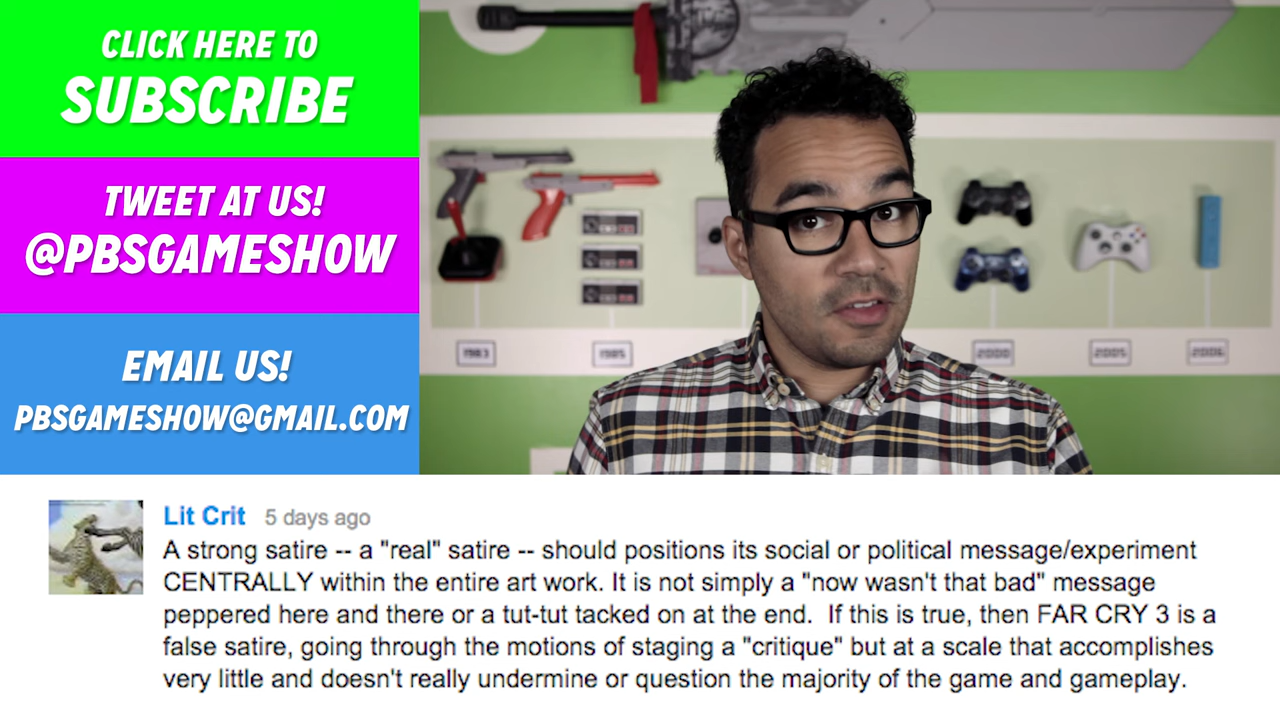 CLICK HERE TO
SUBSCRIBE
TWEET AT US!
@PBSGAMESHOW
EMAIL US!
PBSGAMESHOW@GMAIL.COM
1983
1985
2000
2005
2006
Lit Crit 5 days ago
A strong satire -- a "real" satire -- should positions its social or political message/experiment
CENTRALLY within the entire art work. It is not simply a "now wasn't that bad" message
peppered here and there or a tut-tut tacked on at the end.  If this is true, then FAR CRY 3 is a
false satire, going through the motions of staging a "critique" but at a scale that accomplishes
very little and doesn't really undermine or question the majority of the game and gameplay.